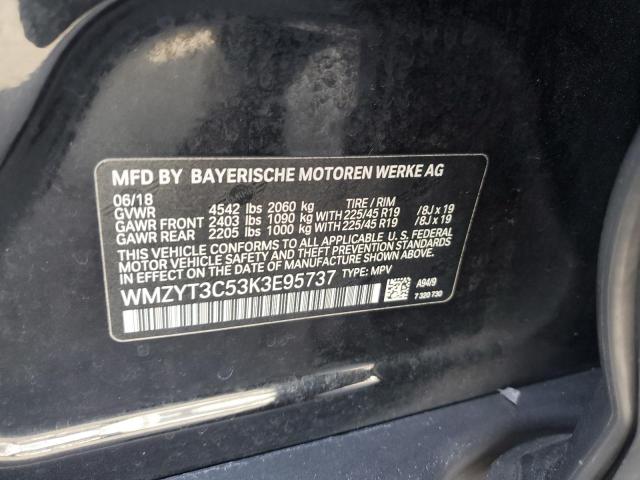 MFD BY BAYERISCHE MOTOREN WERKE AG
06/18 TIRE / RIM
GVWR 4542 lbs 2060 kg
GAWR FRONT 2403 lbs 1090 kg WITH 225/45 R19 /8J x 19
GAWR REAR 2205 lbs 1000 kg WITH 225/45 R19 /8J x 19
THIS VEHICLE CONFORMS TO ALL APPLICABLE U.S. FEDERAL
MOTOR VEHICLE SAFETY, BUMPER, AND THEFT PREVENTION STANDARDS
IN EFFECT ON THE DATE OF MANUFACTURE SHOWN ABOVE.
WMZYT3C53K3E95737 TYPE: MPV
A94/9
7 320 730